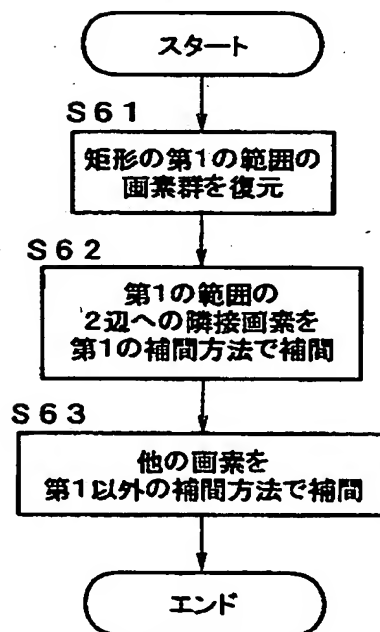 スタート
S61
矩形の第1の範囲の
画素群を復元
S62
第1の範囲の
2辺への隣接画素を
第1の補間方法で補間
S63
他の画素を
第1以外の補間方法で補間
エンド